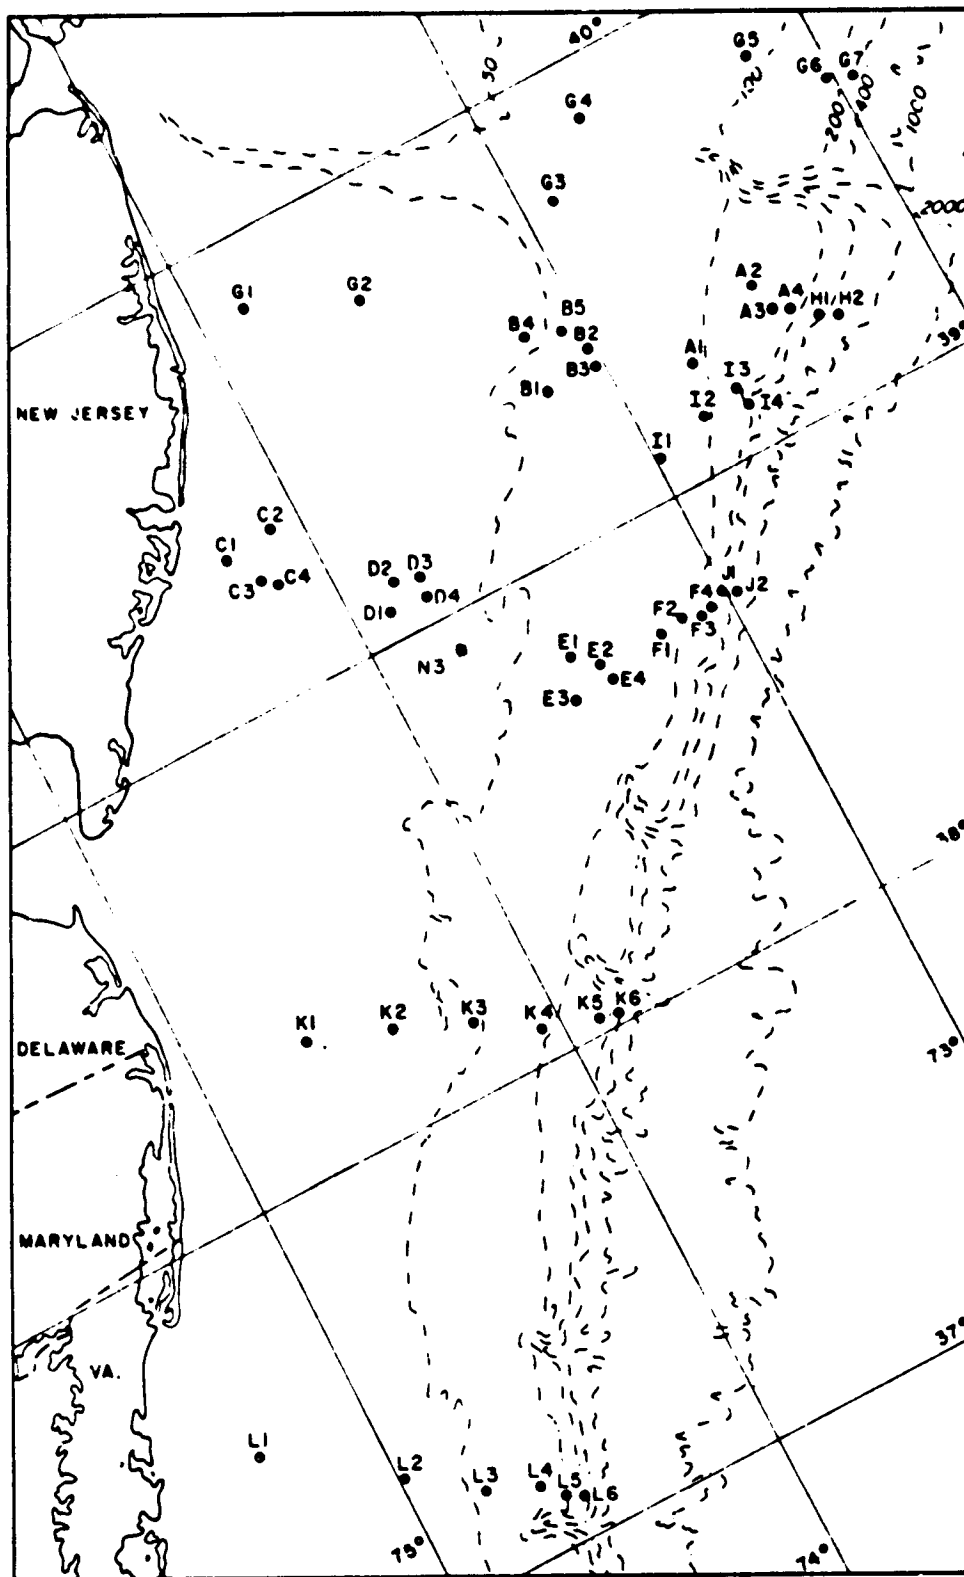 40°
50
G5
100
G6
G7
200
400
1000
G4
G3
2000
G1
G2
A2
A3
A4
H1/H2
B5
B4
B2
B3
B1
A1
39°
I3
I4
I2
NEW JERSEY
I1
C2
C1
C3
C4
D2
D3
D1
D4
J1
J2
F4
F2
F3
F1
N3
E1
E2
E4
E3
38°
K1
K2
K3
K4
K5
K6
73°
DELAWARE
MARYLAND
37°
VA.
L1
L2
L3
L4
L5
L6
75°
74°